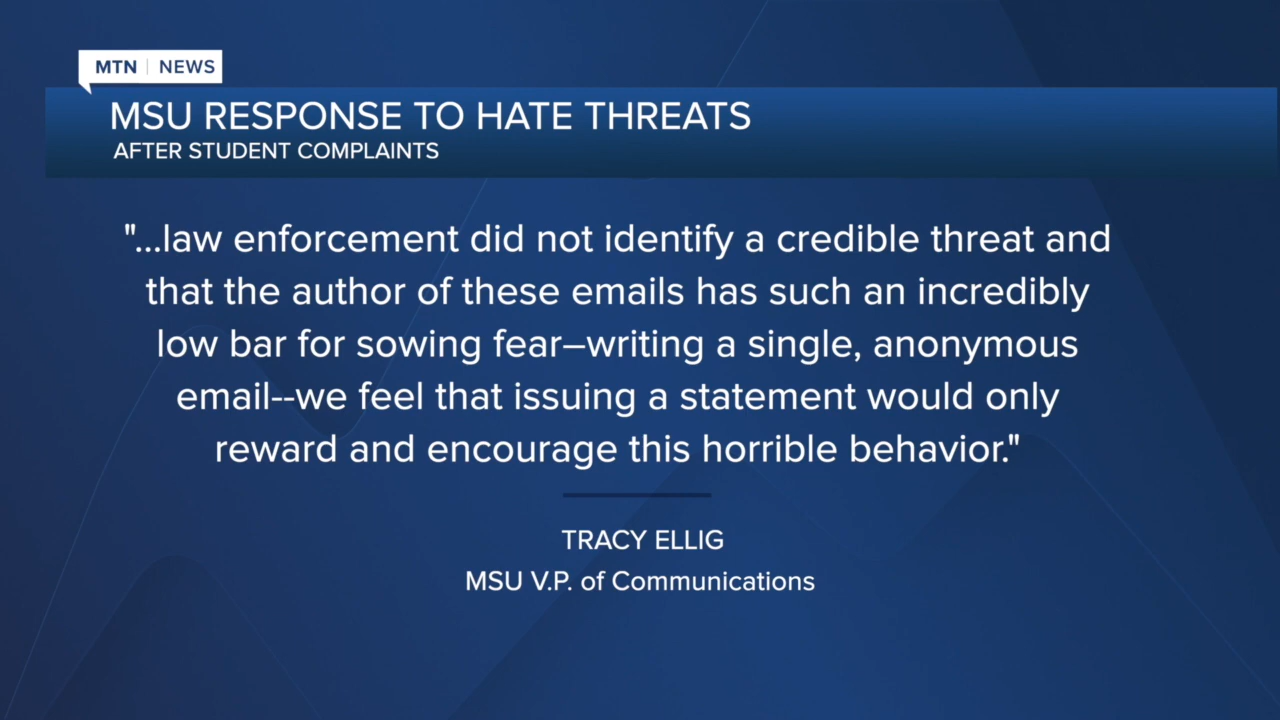 MTN | NEWS
MSU RESPONSE TO HATE THREATS
AFTER STUDENT COMPLAINTS
"...law enforcement did not identify a credible threat and
that the author of these emails has such an incredibly
low bar for sowing fear–writing a single, anonymous
email--we feel that issuing a statement would only
reward and encourage this horrible behavior."
TRACY ELLIG
MSU V.P. of Communications